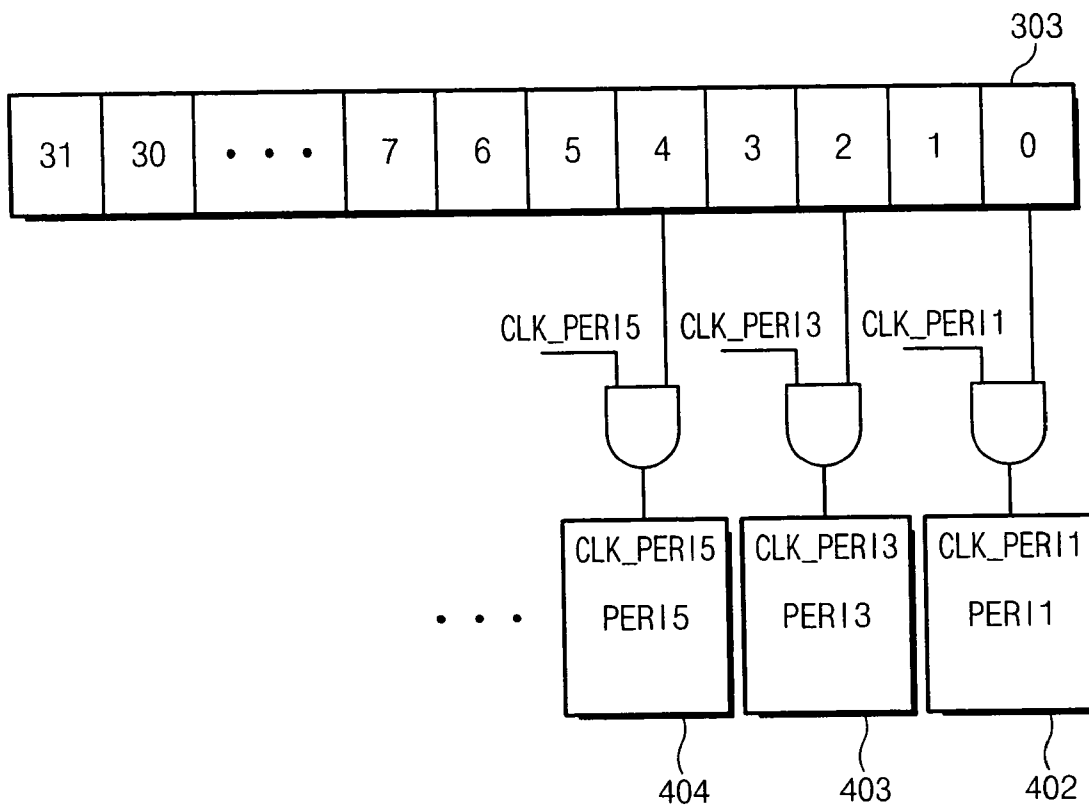 303
31 30 • • • 7 6 5 4 3 2 1 0
CLK_PERI5 CLK_PERI3 CLK_PERI1
CLK_PERI5 CLK_PERI3 CLK_PERI1
• • • PERI5 PERI3 PERI1
404 403 402